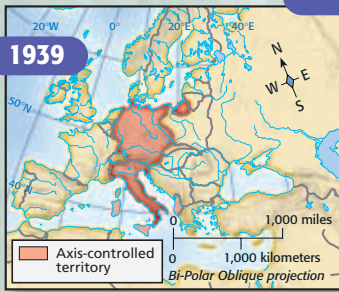 20°W 0° 20°E 40°E
1939
N
W E
S
50°N
40°N
0 1,000 miles
0 1,000 kilometers
Bi-Polar Oblique projection
Axis-controlled
territory